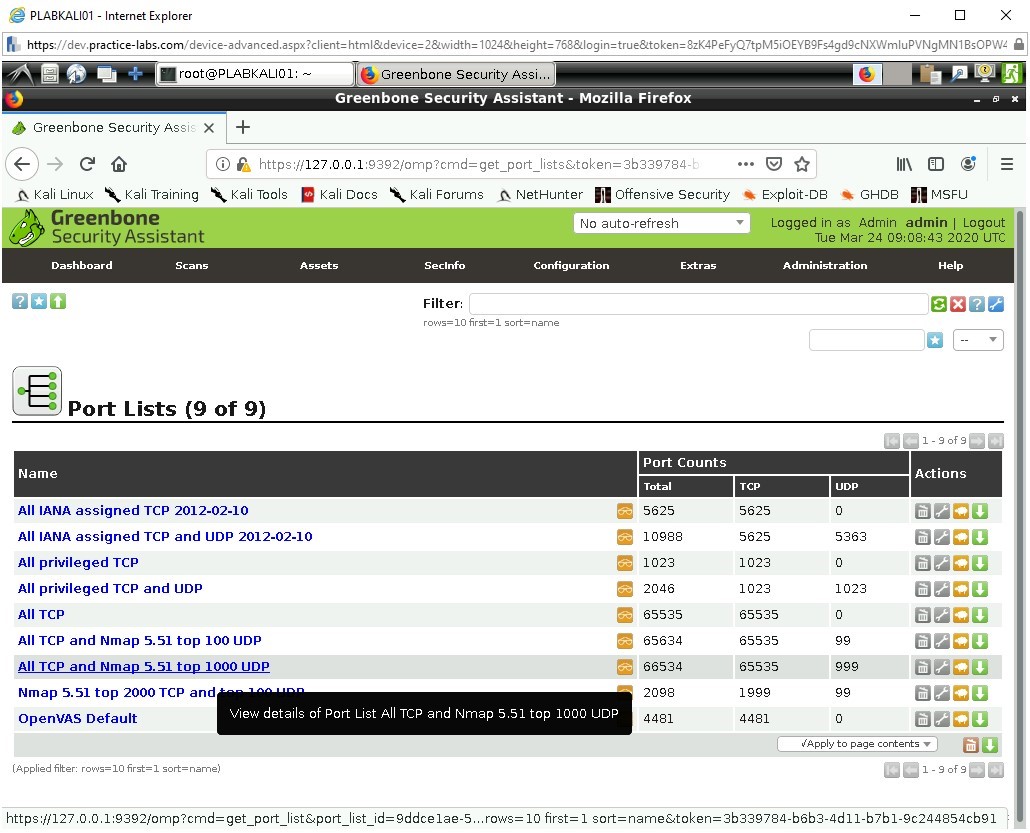 PLABKALI01 - Internet Explorer
https://dev.practice-labs.com/device-advanced.aspx?client=html&device=2&width=1024&height=768&login=true&token=8zK4PeFyQ7tpM5iOEYB9Fs4gd9cNXWmIuPVNgMN1BsOPW4
root@PLABKALI01: ~
Greenbone Security Assi...
Greenbone Security Assistant - Mozilla Firefox
Greenbone Security Assis
https://127.0.0.1:9392/omp?cmd=get_port_lists&token=3b339784-b
Kali Linux Kali Training Kali Tools Kali Docs Kali Forums NetHunter Offensive Security Exploit-DB GHDB MSFU
Greenbone
Security Assistant
No auto-refresh
Logged in as Admin admin | Logout
Tue Mar 24 09:08:43 2020 UTC
Dashboard Scans Assets SecInfo Configuration Extras Administration Help
Filter:
rows=10 first=1 sort=name
--
Port Lists (9 of 9)
1 - 9 of 9
Name Port Counts Actions
Total TCP UDP
All IANA assigned TCP 2012-02-10 5625 5625 0
All IANA assigned TCP and UDP 2012-02-10 10988 5625 5363
All privileged TCP 1023 1023 0
All privileged TCP and UDP 2046 1023 1023
All TCP 65535 65535 0
All TCP and Nmap 5.51 top 100 UDP 65634 65535 99
All TCP and Nmap 5.51 top 1000 UDP 66534 65535 999
Nmap 5.51 top 2000 TCP and top 100 UDP 2098 1999 99
View details of Port List All TCP and Nmap 5.51 top 1000 UDP
OpenVAS Default 4481 4481 0
√Apply to page contents
(Applied filter: rows=10 first=1 sort=name)
1 - 9 of 9
https://127.0.0.1:9392/omp?cmd=get_port_list&port_list_id=9ddce1ae-5...rows=10 first=1 sort=name&token=3b339784-b6b3-4d11-b7b1-9c244854cb91